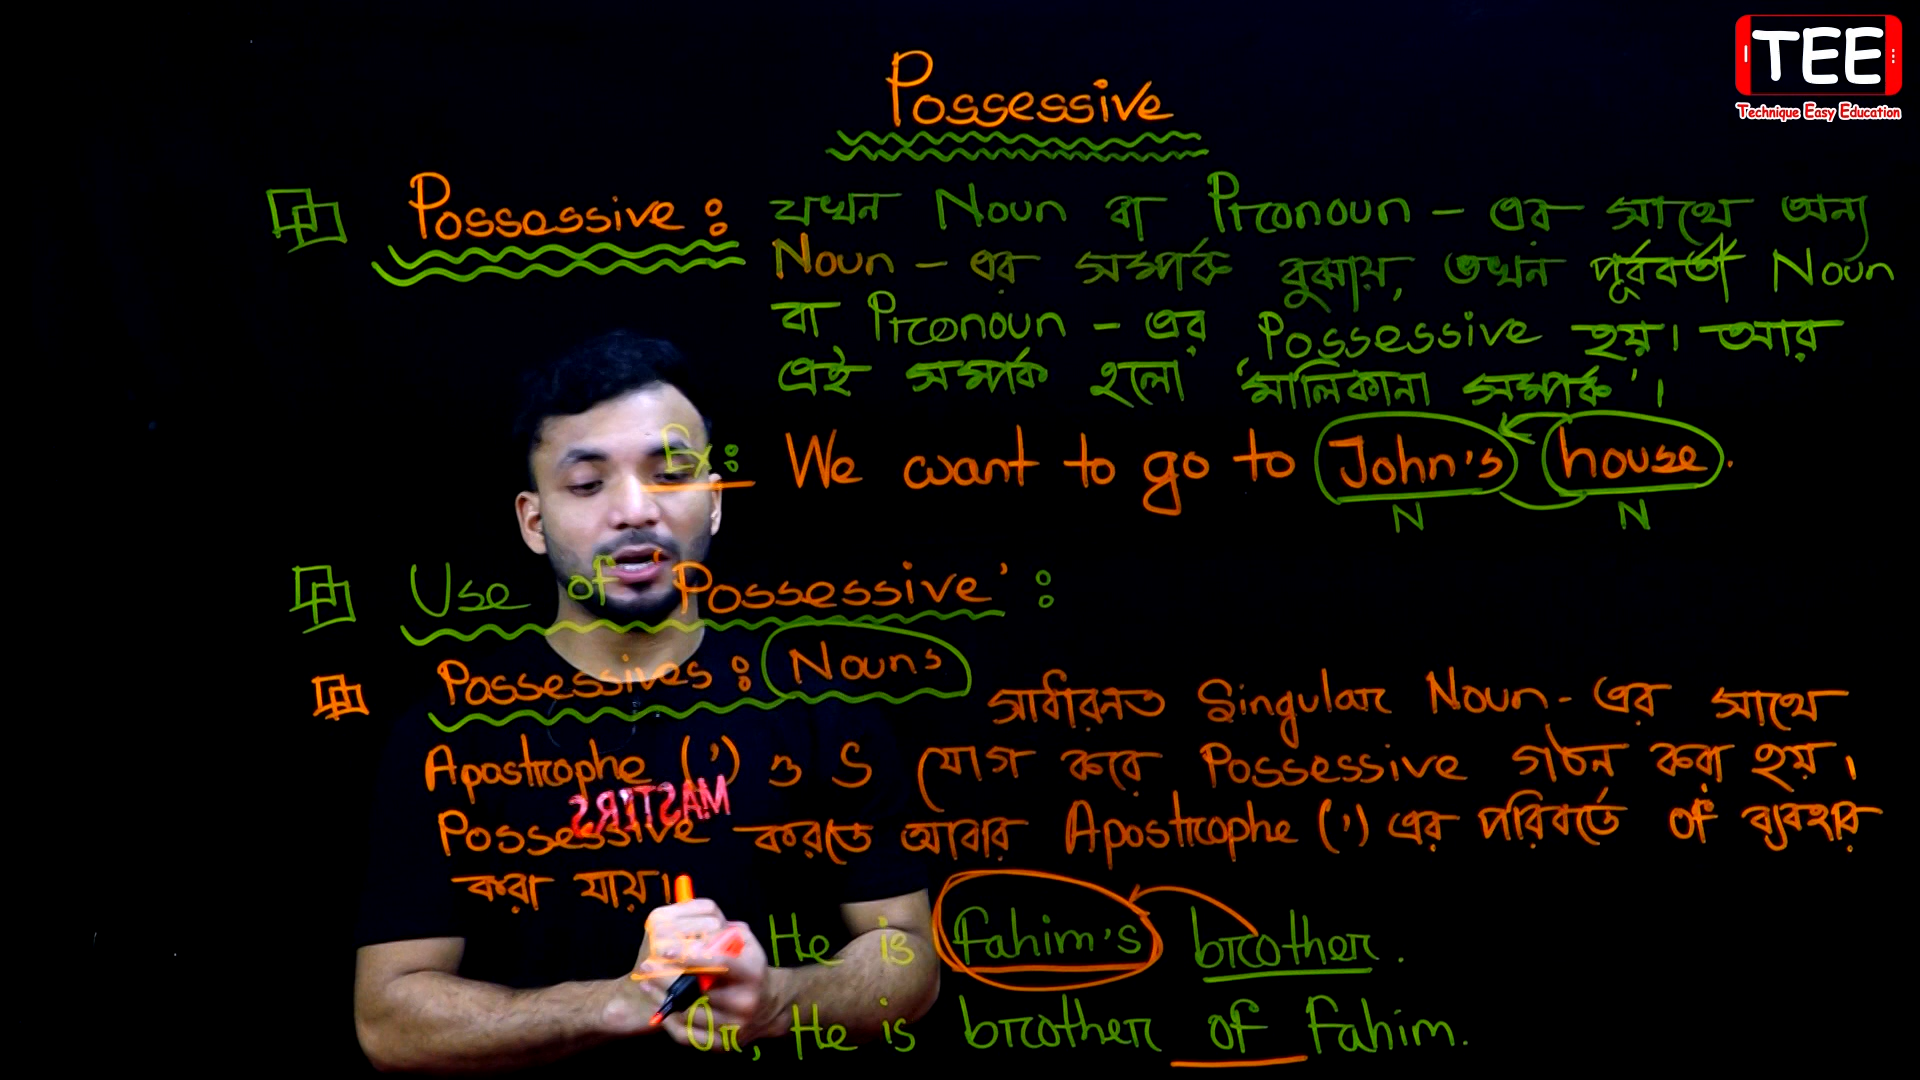 TEE
Technique Easy Education
Possessive
Possessive : যখন Noun বা Pronoun - এর সাথে অন্য
Noun - এর সম্পর্ক বুঝায়, তখন পূর্ববর্তী Noun
বা Pronoun - এর Possessive হয়। আর
এই সম্পর্ক হলো 'মালিকানা সম্পর্ক'।
Ex: We want to go to John's house.
N N
Use of 'Possessive' :
Possessives : Nouns
সাধারনত Singular Noun - এর সাথে
Apostrophe (') ও S যোগ করে Possessive গঠন করা হয়।
Possessive করতে আবার Apostrophe (') এর পরিবর্তে of ব্যবহার
করা যায়।
MASTERS
He is Fahim's brother.
Or, He is brother of Fahim.